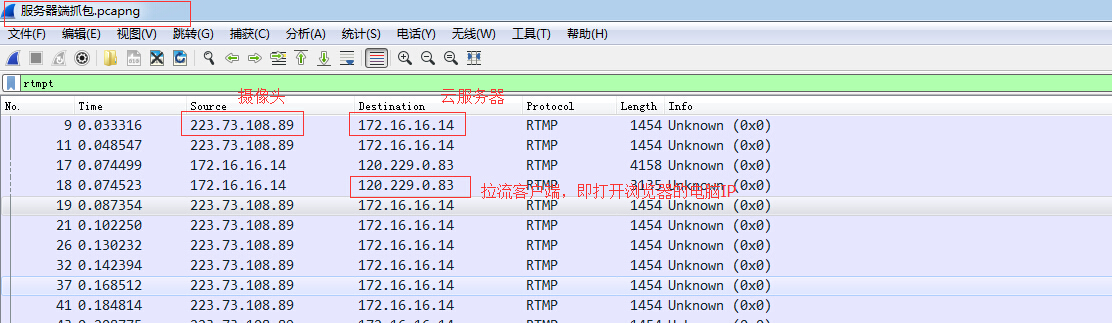 服务器端抓包.pcapng
文件(F) 编辑(E) 视图(V) 跳转(G) 捕获(C) 分析(A) 统计(S) 电话(Y) 无线(W) 工具(T) 帮助(H)
rtmpt
摄像头 云服务器
No. Time Source Destination Protocol Length Info
9 0.033316 223.73.108.89 172.16.16.14 RTMP 1454 Unknown (0x0)
11 0.048547 223.73.108.89 172.16.16.14 RTMP 1454 Unknown (0x0)
17 0.074499 172.16.16.14 120.229.0.83 RTMP 4158 Unknown (0x0)
18 0.074523 172.16.16.14 120.229.0.83 RTMP 3135 Unknown (0x0)
拉流客户端，即打开浏览器的电脑IP
19 0.087354 223.73.108.89 172.16.16.14 RTMP 1454 Unknown (0x0)
21 0.102250 223.73.108.89 172.16.16.14 RTMP 1454 Unknown (0x0)
26 0.130232 223.73.108.89 172.16.16.14 RTMP 1454 Unknown (0x0)
32 0.142394 223.73.108.89 172.16.16.14 RTMP 1454 Unknown (0x0)
37 0.168512 223.73.108.89 172.16.16.14 RTMP 1454 Unknown (0x0)
41 0.184814 223.73.108.89 172.16.16.14 RTMP 1454 Unknown (0x0)